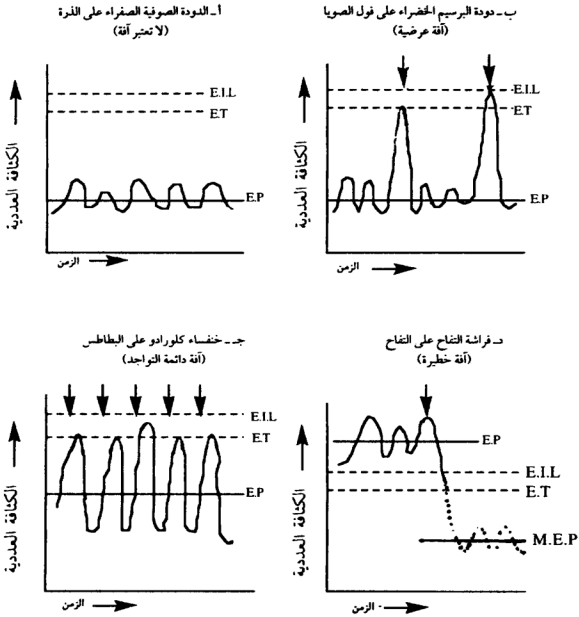 أ ـ الدودة الصوفية الصفراء على الذرة
(لا تعتبر آفة)
E.I.L
E.T
E.P
الكثافة العددية
الزمن
ب ـ دودة البرسيم الخضراء على فول الصويا
(آفة عرضية)
E.I.L
E.T
E.P
الكثافة العددية
الزمن
جـ ـ خنفساء كلورادو على البطاطس
(آفة دائمة التواجد)
E.I.L
E.T
E.P
الكثافة العددية
الزمن
د ـ فراشة التفاح على التفاح
(آفة خطيرة)
E.P
E.I.L
E.T
M.E.P
الكثافة العددية
الزمن